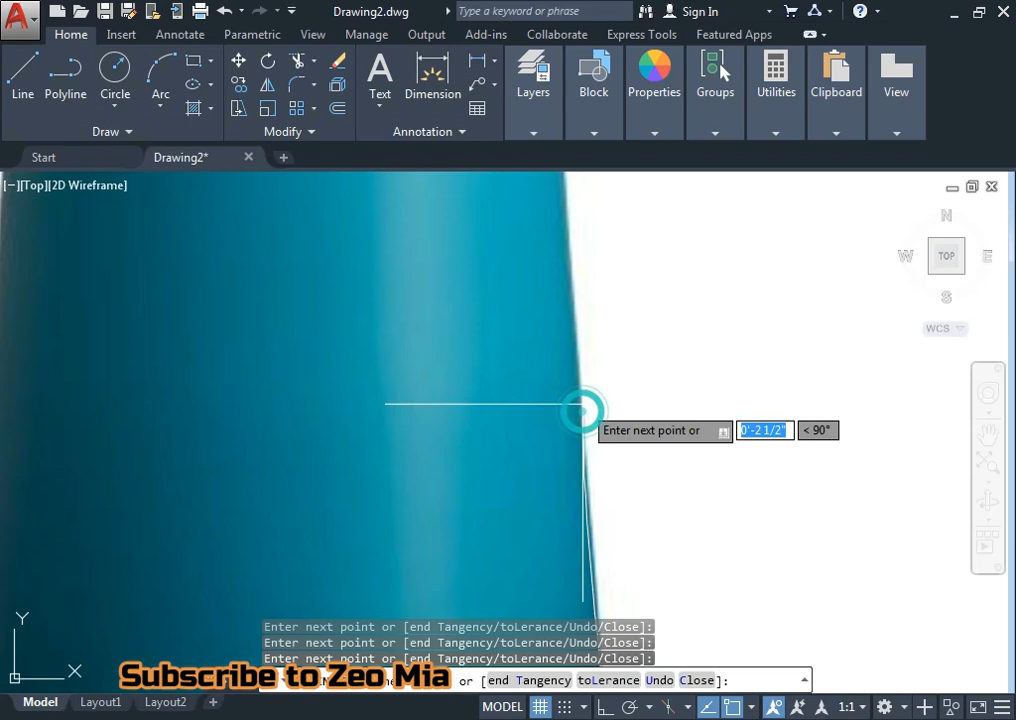 Drawing2.dwg
Type a keyword or phrase
Sign In
Home Insert Annotate Parametric View Manage Output Add-ins Collaborate Express Tools Featured Apps
Line Polyline Circle Arc Text Dimension Layers Block Properties Groups Utilities Clipboard View
Draw Modify Annotation
Start Drawing2*
[−][Top][2D Wireframe]
N
W TOP E
S
WCS
Enter next point or 0'-2 1/2" < 90°
Y
X
Enter next point or [end Tangency/toLerance/Undo/Close]:
Enter next point or [end Tangency/toLerance/Undo/Close]:
Enter next point or [end Tangency/toLerance/Undo/Close]:
or [end Tangency toLerance Undo Close]:
Subscribe to Zeo Mia
Model Layout1 Layout2 MODEL 1:1